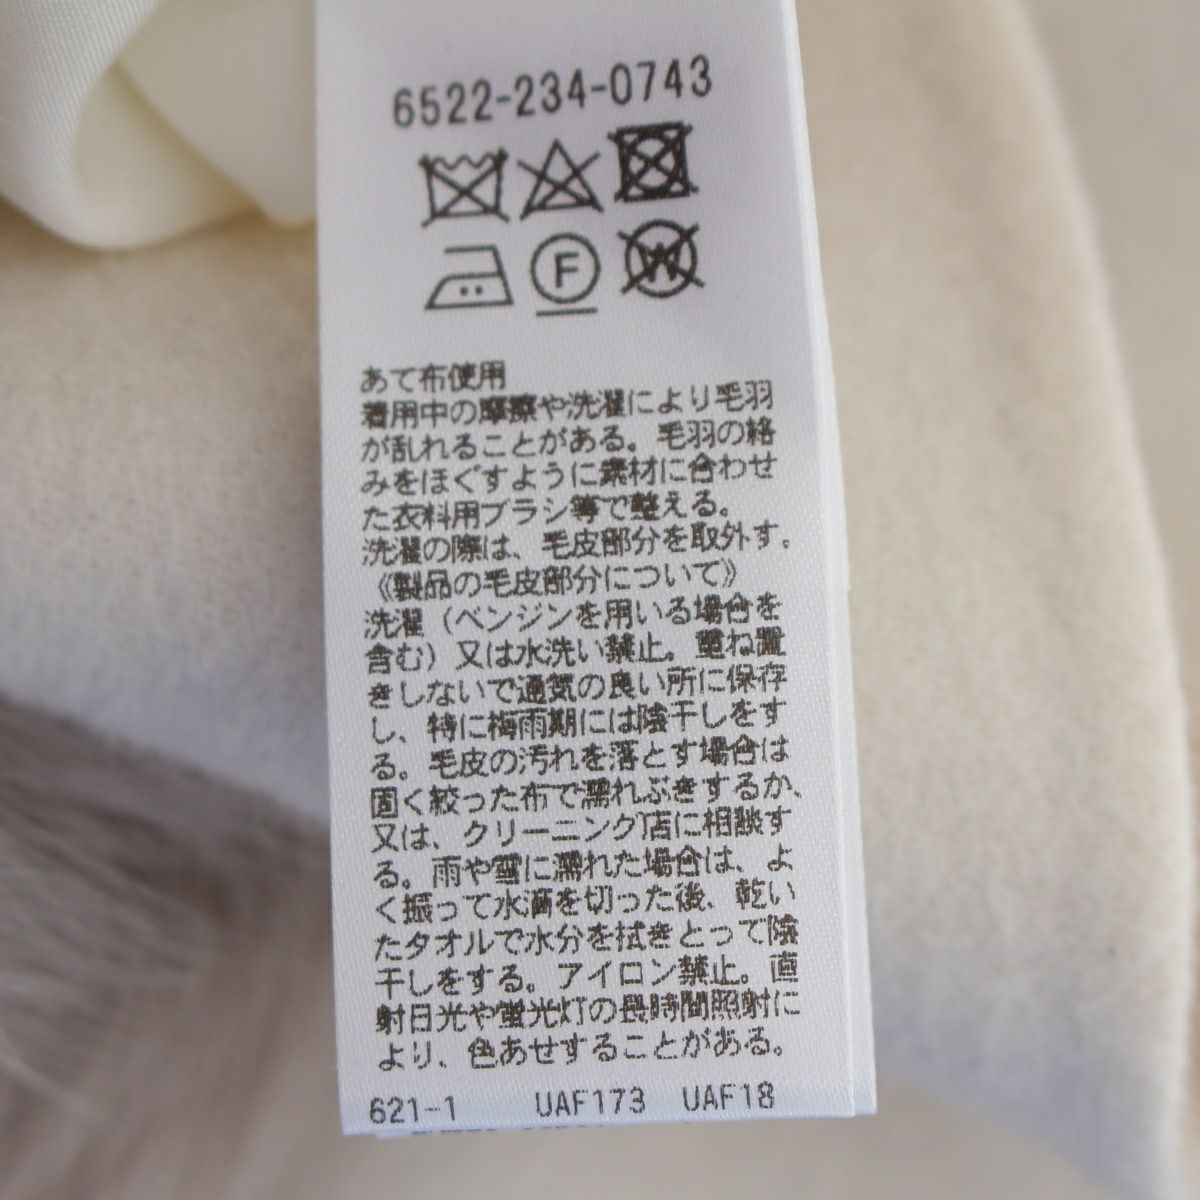 6522-234-0743
F
W
あて布使用
着用中の摩擦や洗濯により毛羽
が乱れることがある。毛羽の絡
みをほぐすように素材に合わせ
た衣料用ブラシ等で整える。
洗濯の際は、毛皮部分を取外す。
《製品の毛皮部分について》
洗濯（ベンジンを用いる場合を
含む）又は水洗い禁止。重ね置
きしないで通気の良い所に保存
し、特に梅雨期には陰干しをす
る。毛皮の汚れを落とす場合は
固く絞った布で濡れぶきするか、
又は、クリーニング店に相談す
る。雨や雪に濡れた場合は、よ
く振って水滴を切った後、乾い
たタオルで水分を拭きとって陰
干しをする。アイロン禁止。直
射日光や蛍光灯の長時間照射に
より、色あせすることがある。
621-1 UAF173 UAF18